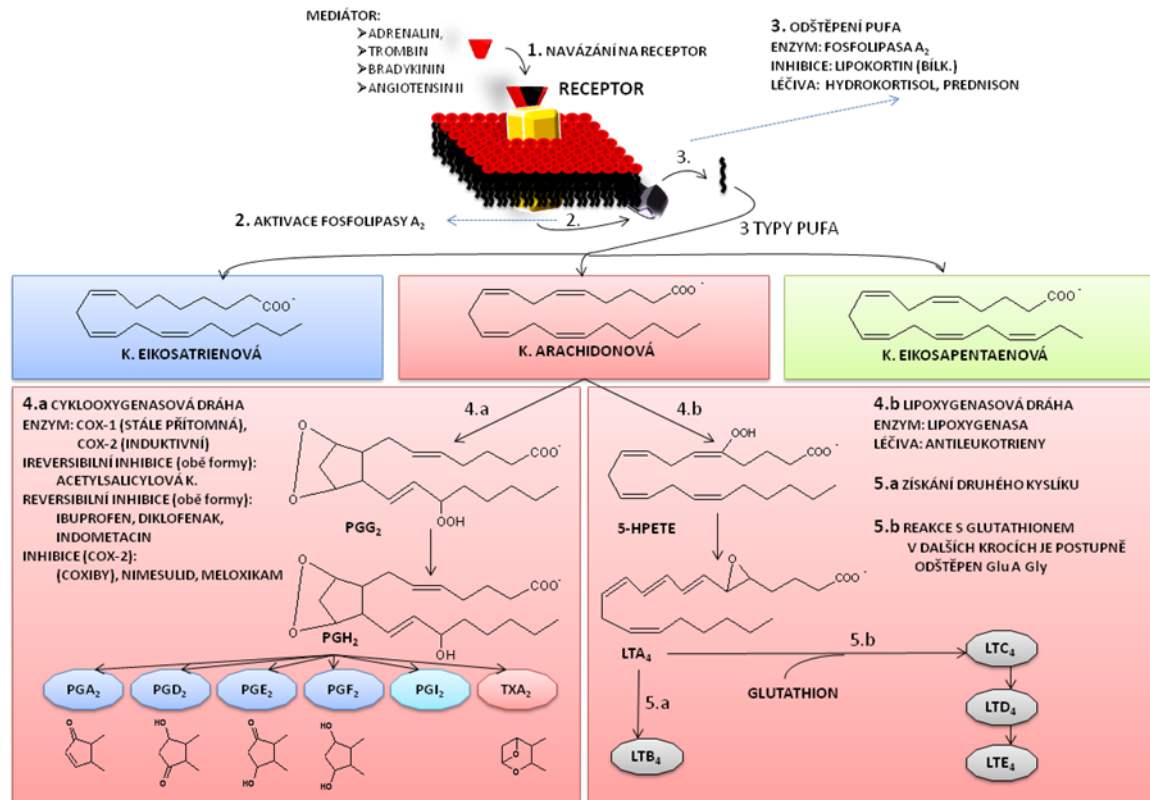 MEDIÁTOR:
➢ADRENALIN,
➢TROMBIN
➢BRADYKININ
➢ANGIOTENSIN II
1. NAVÁZÁNÍ NA RECEPTOR
RECEPTOR
3. ODŠTĚPENÍ PUFA
ENZYM: FOSFOLIPASA A₂
INHIBICE: LIPOKORTIN (BÍLK.)
LÉČIVA: HYDROKORTISOL, PREDNISON
3.
2. AKTIVACE FOSFOLIPASY A₂
2.
3 TYPY PUFA
COO⁻
K. EIKOSATRIENOVÁ
COO⁻
K. ARACHIDONOVÁ
COO⁻
K. EIKOSAPENTAENOVÁ
4.a CYKLOOXYGENASOVÁ DRÁHA
ENZYM: COX-1 (STÁLE PŘÍTOMNÁ),
COX-2 (INDUKTIVNÍ)
IREVERSIBILNÍ INHIBICE (obě formy):
ACETYLSALICYLOVÁ K.
REVERSIBILNÍ INHIBICE (obě formy):
IBUPROFEN, DIKLOFENAK,
INDOMETACIN
INHIBICE (COX-2):
(COXIBY), NIMESULID, MELOXIKAM
4.a
O
O
COO⁻
OOH
PGG₂
O
O
COO⁻
OH
PGH₂
PGA₂
PGD₂
PGE₂
PGF₂
PGI₂
TXA₂
O
HO
O
O
HO
HO
HO
O
O
4.b
OOH
COO⁻
5-HPETE
O
COO⁻
LTA₄
5.b
GLUTATHION
5.a
LTB₄
LTC₄
LTD₄
LTE₄
4.b LIPOXYGENASOVÁ DRÁHA
ENZYM: LIPOXYGENASA
LÉČIVA: ANTILEUKOTRIENY
5.a ZÍSKÁNÍ DRUHÉHO KYSLÍKU
5.b REAKCE S GLUTATHIONEM
V DALŠÍCH KROCÍCH JE POSTUPNĚ
ODŠTĚPEN Glu A Gly